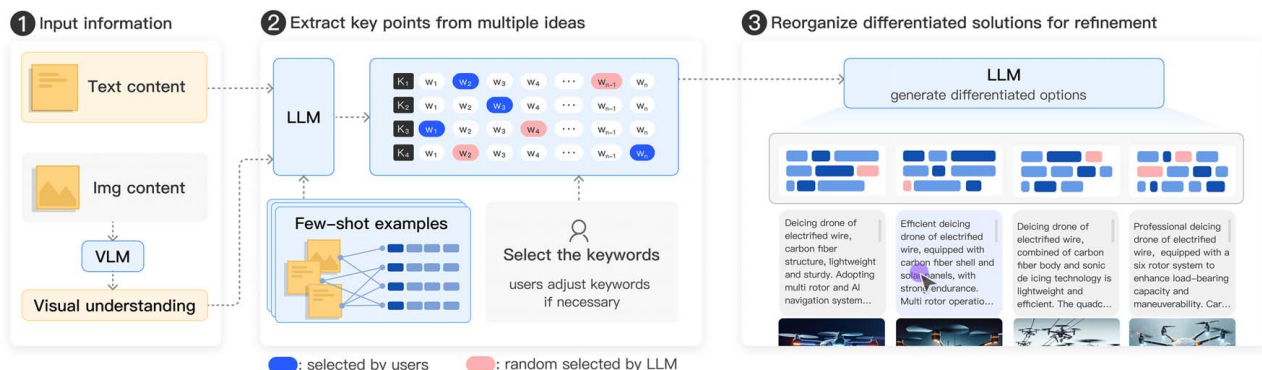 1 Input information
Text content
Img content
VLM
Visual understanding
2 Extract key points from multiple ideas
LLM
K1 w1 w2 w3 w4 ··· wn-1 wn
K2 w1 w2 w3 w4 ··· wn-1 wn
K3 w1 w2 w3 w4 ··· wn-1 wn
K4 w1 w2 w3 w4 ··· wn-1 wn
Few-shot examples
Select the keywords
users adjust keywords
if necessary
: selected by users
: random selected by LLM
3 Reorganize differentiated solutions for refinement
LLM
generate differentiated options
Deicing drone of
electrified wire,
carbon fiber
structure, lightweight
and sturdy. Adopting
multi rotor and AI
navigation system...
Efficient deicing
drone of electrified
wire, equipped with
carbon fiber shell and
solar panels, with
strong endurance.
Multi rotor operatio...
Deicing drone of
electrified wire,
combined of carbon
fiber body and sonic
de icing technology is
lightweight and
efficient. The quadc...
Professional deicing
drone of electrified
wire, equipped with a
six rotor system to
enhance load-bearing
capacity and
maneuverability. Car...